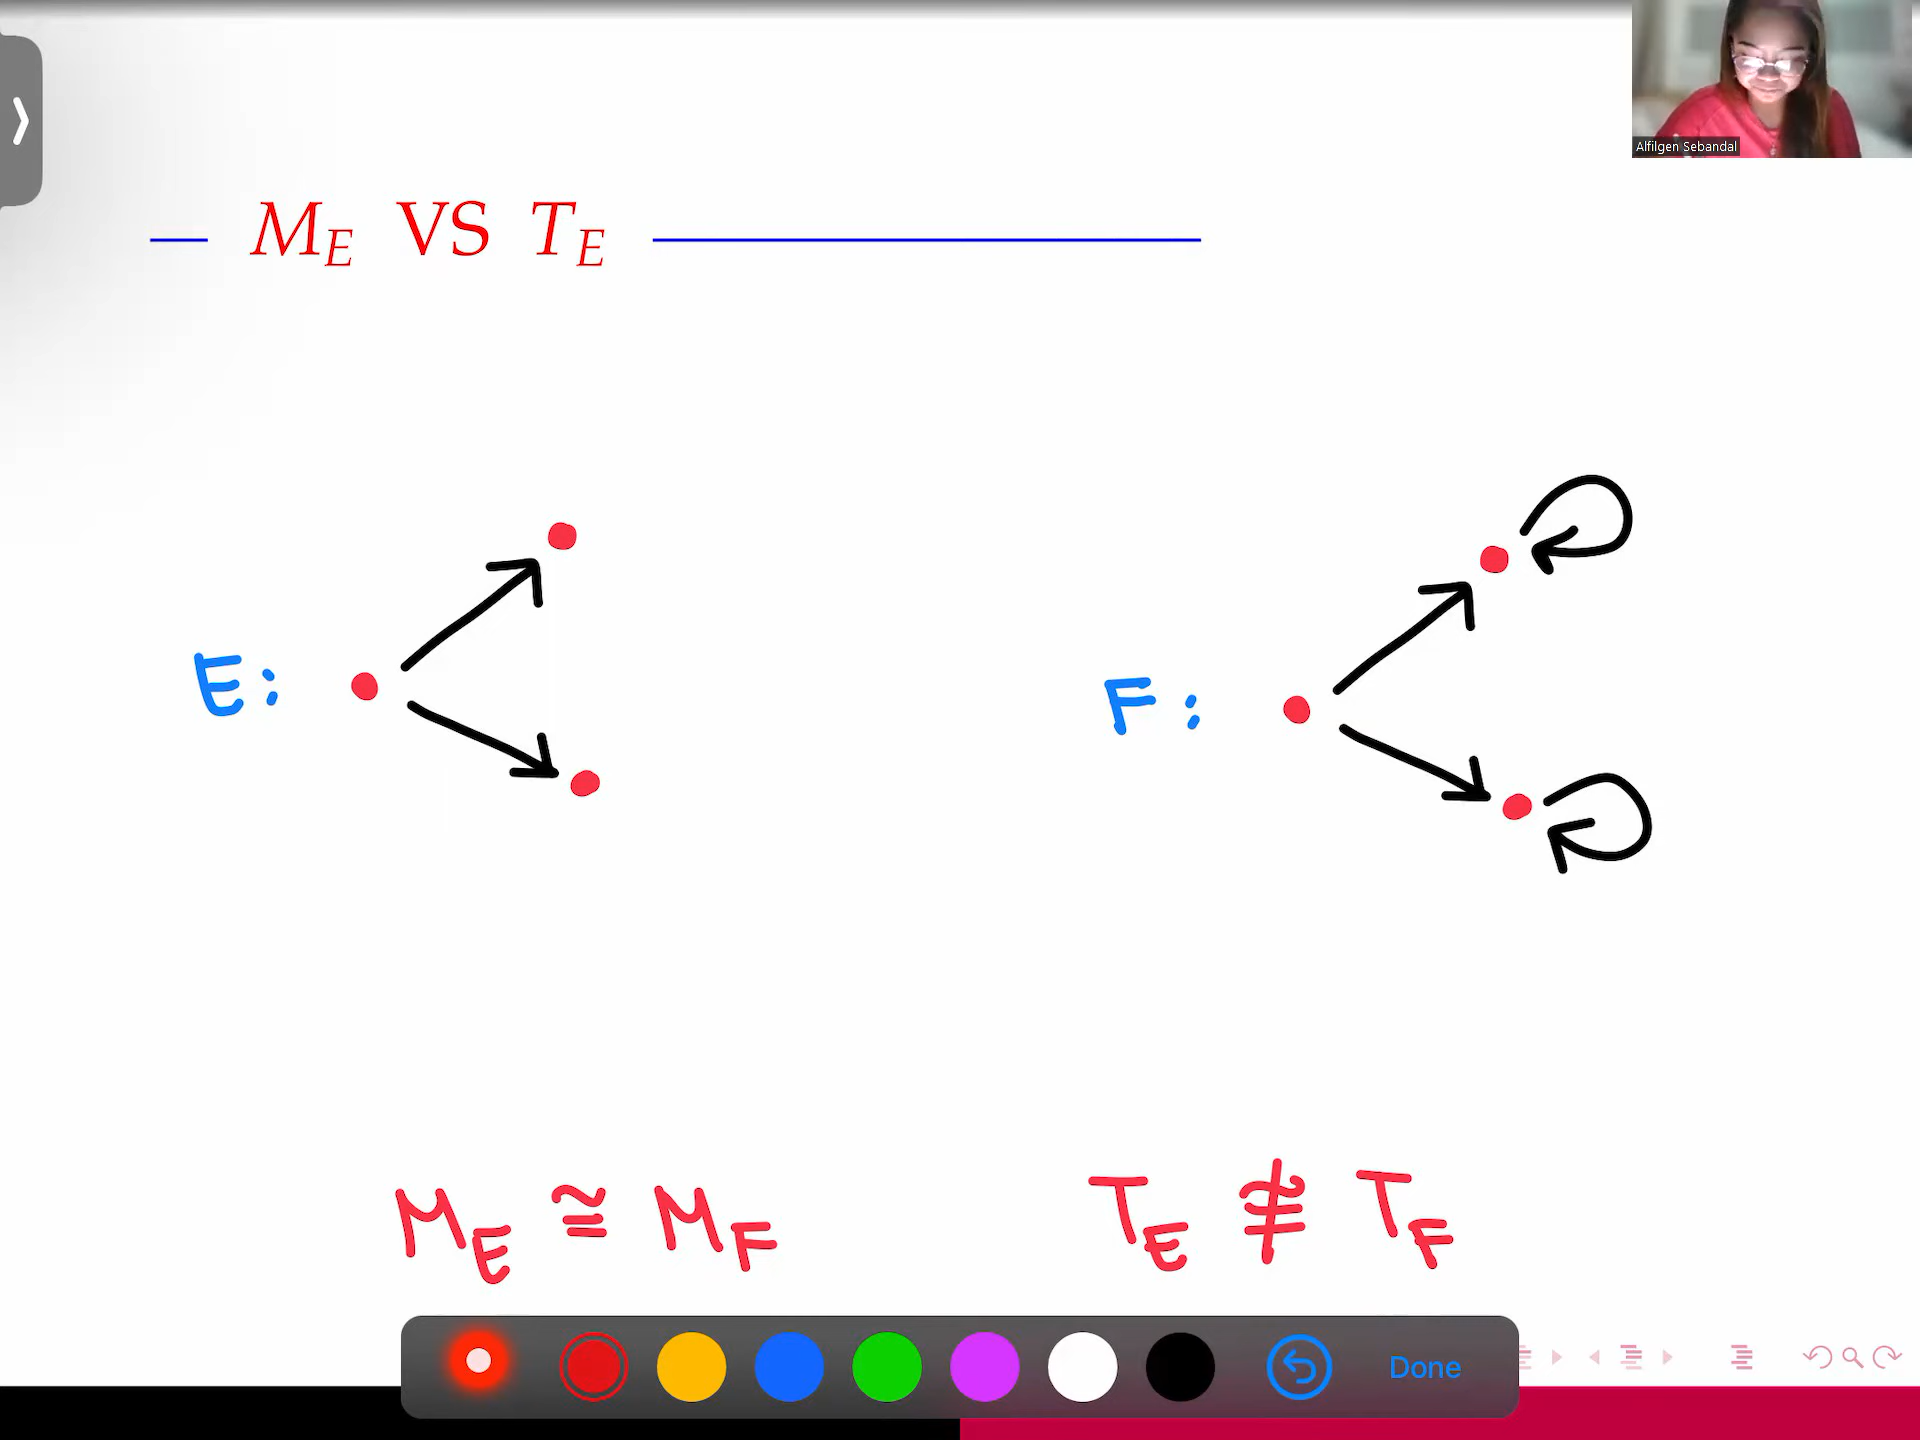 Alfilgen Sebandal
M_E VS T_E
E:
F:
M_E ≅ M_F
T_E ≇ T_F
Done